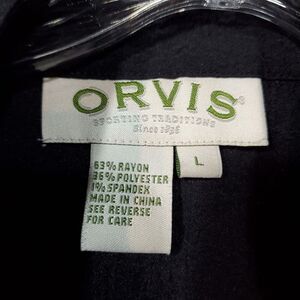 ORVIS®
SPORTING TRADITIONS
Since 1856
L
63% RAYON
36% POLYESTER
1% SPANDEX
MADE IN CHINA
SEE REVERSE
FOR CARE